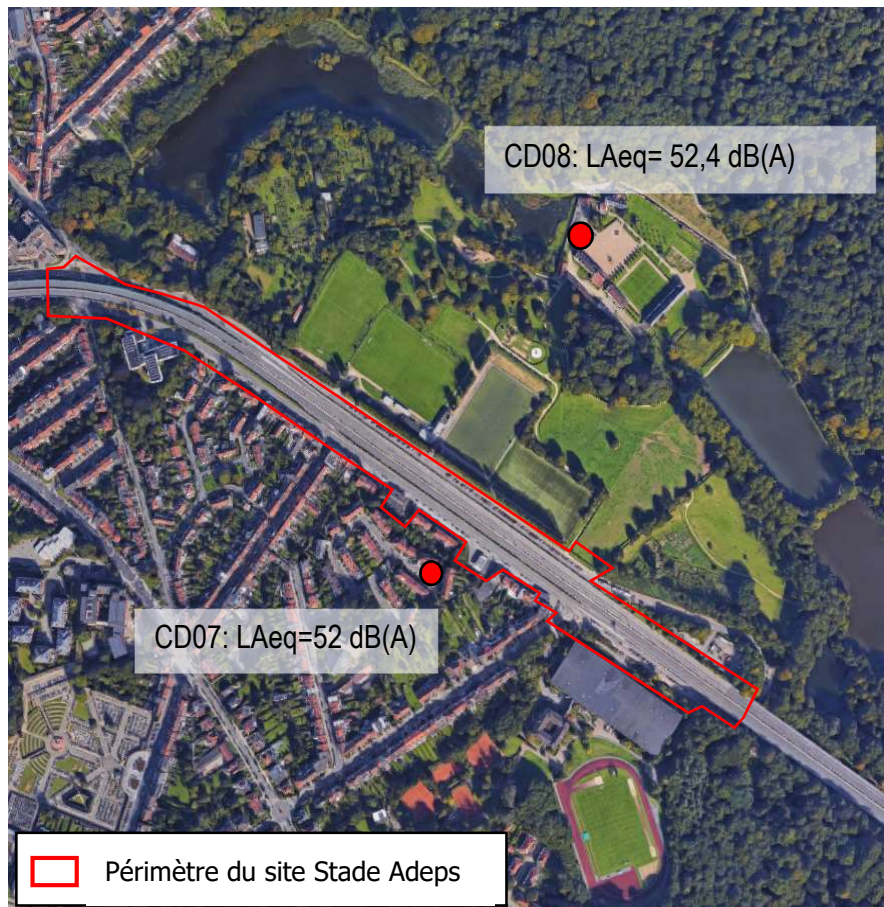 CD08: LAeq= 52,4 dB(A)
CD07: LAeq=52 dB(A)
Périmètre du site Stade Adeps